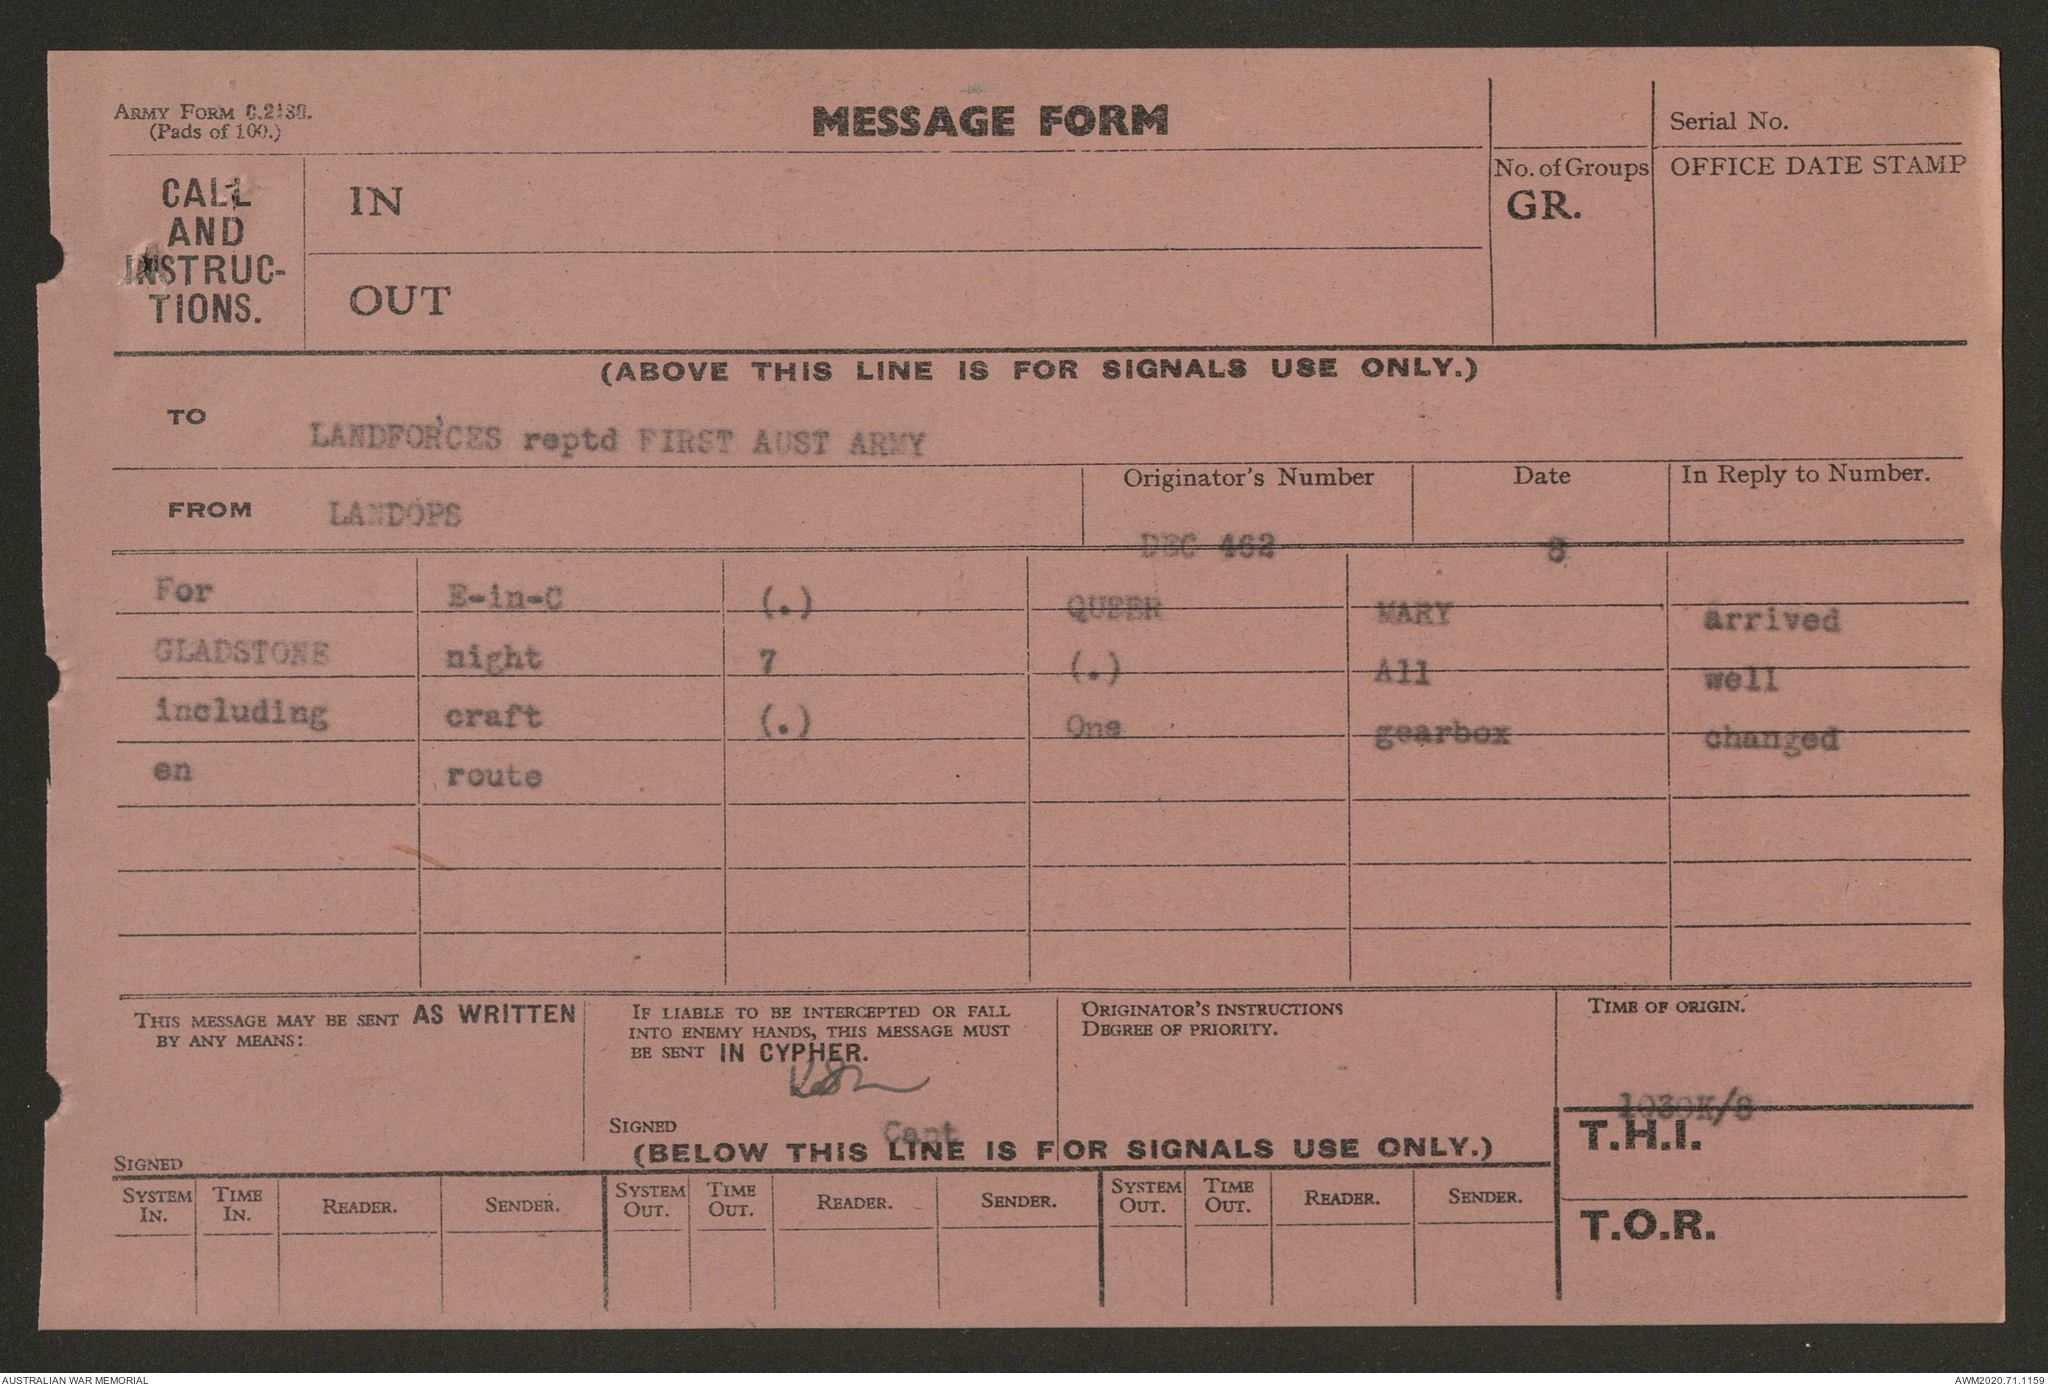 ARMY FORM C.2130.
(Pads of 100.)
MESSAGE FORM
Serial No.
CALL
AND
INSTRUC-
TIONS.
IN
OUT
No. of Groups
GR.
OFFICE DATE STAMP
(ABOVE THIS LINE IS FOR SIGNALS USE ONLY.)
TO LANDFORCES reptd FIRST AUST ARMY
FROM LANDOPS
Originator's Number
DBC 462
Date
8
In Reply to Number.
For E-in-C (.) QUEER MARY arrived
GLADSTONE night 7 (.) All well
including craft (.) One gearbox changed
en route
THIS MESSAGE MAY BE SENT AS WRITTEN
BY ANY MEANS:
SIGNED
IF LIABLE TO BE INTERCEPTED OR FALL
INTO ENEMY HANDS, THIS MESSAGE MUST
BE SENT IN CYPHER.
SIGNED
Capt
ORIGINATOR'S INSTRUCTIONS
DEGREE OF PRIORITY.
TIME OF ORIGIN.
1030K/8
T.H.I.
T.O.R.
(BELOW THIS LINE IS FOR SIGNALS USE ONLY.)
SYSTEM IN. TIME IN. READER. SENDER. SYSTEM OUT. TIME OUT. READER. SENDER. SYSTEM OUT. TIME OUT. READER. SENDER.
AUSTRALIAN WAR MEMORIAL
AWM2020.71.1159